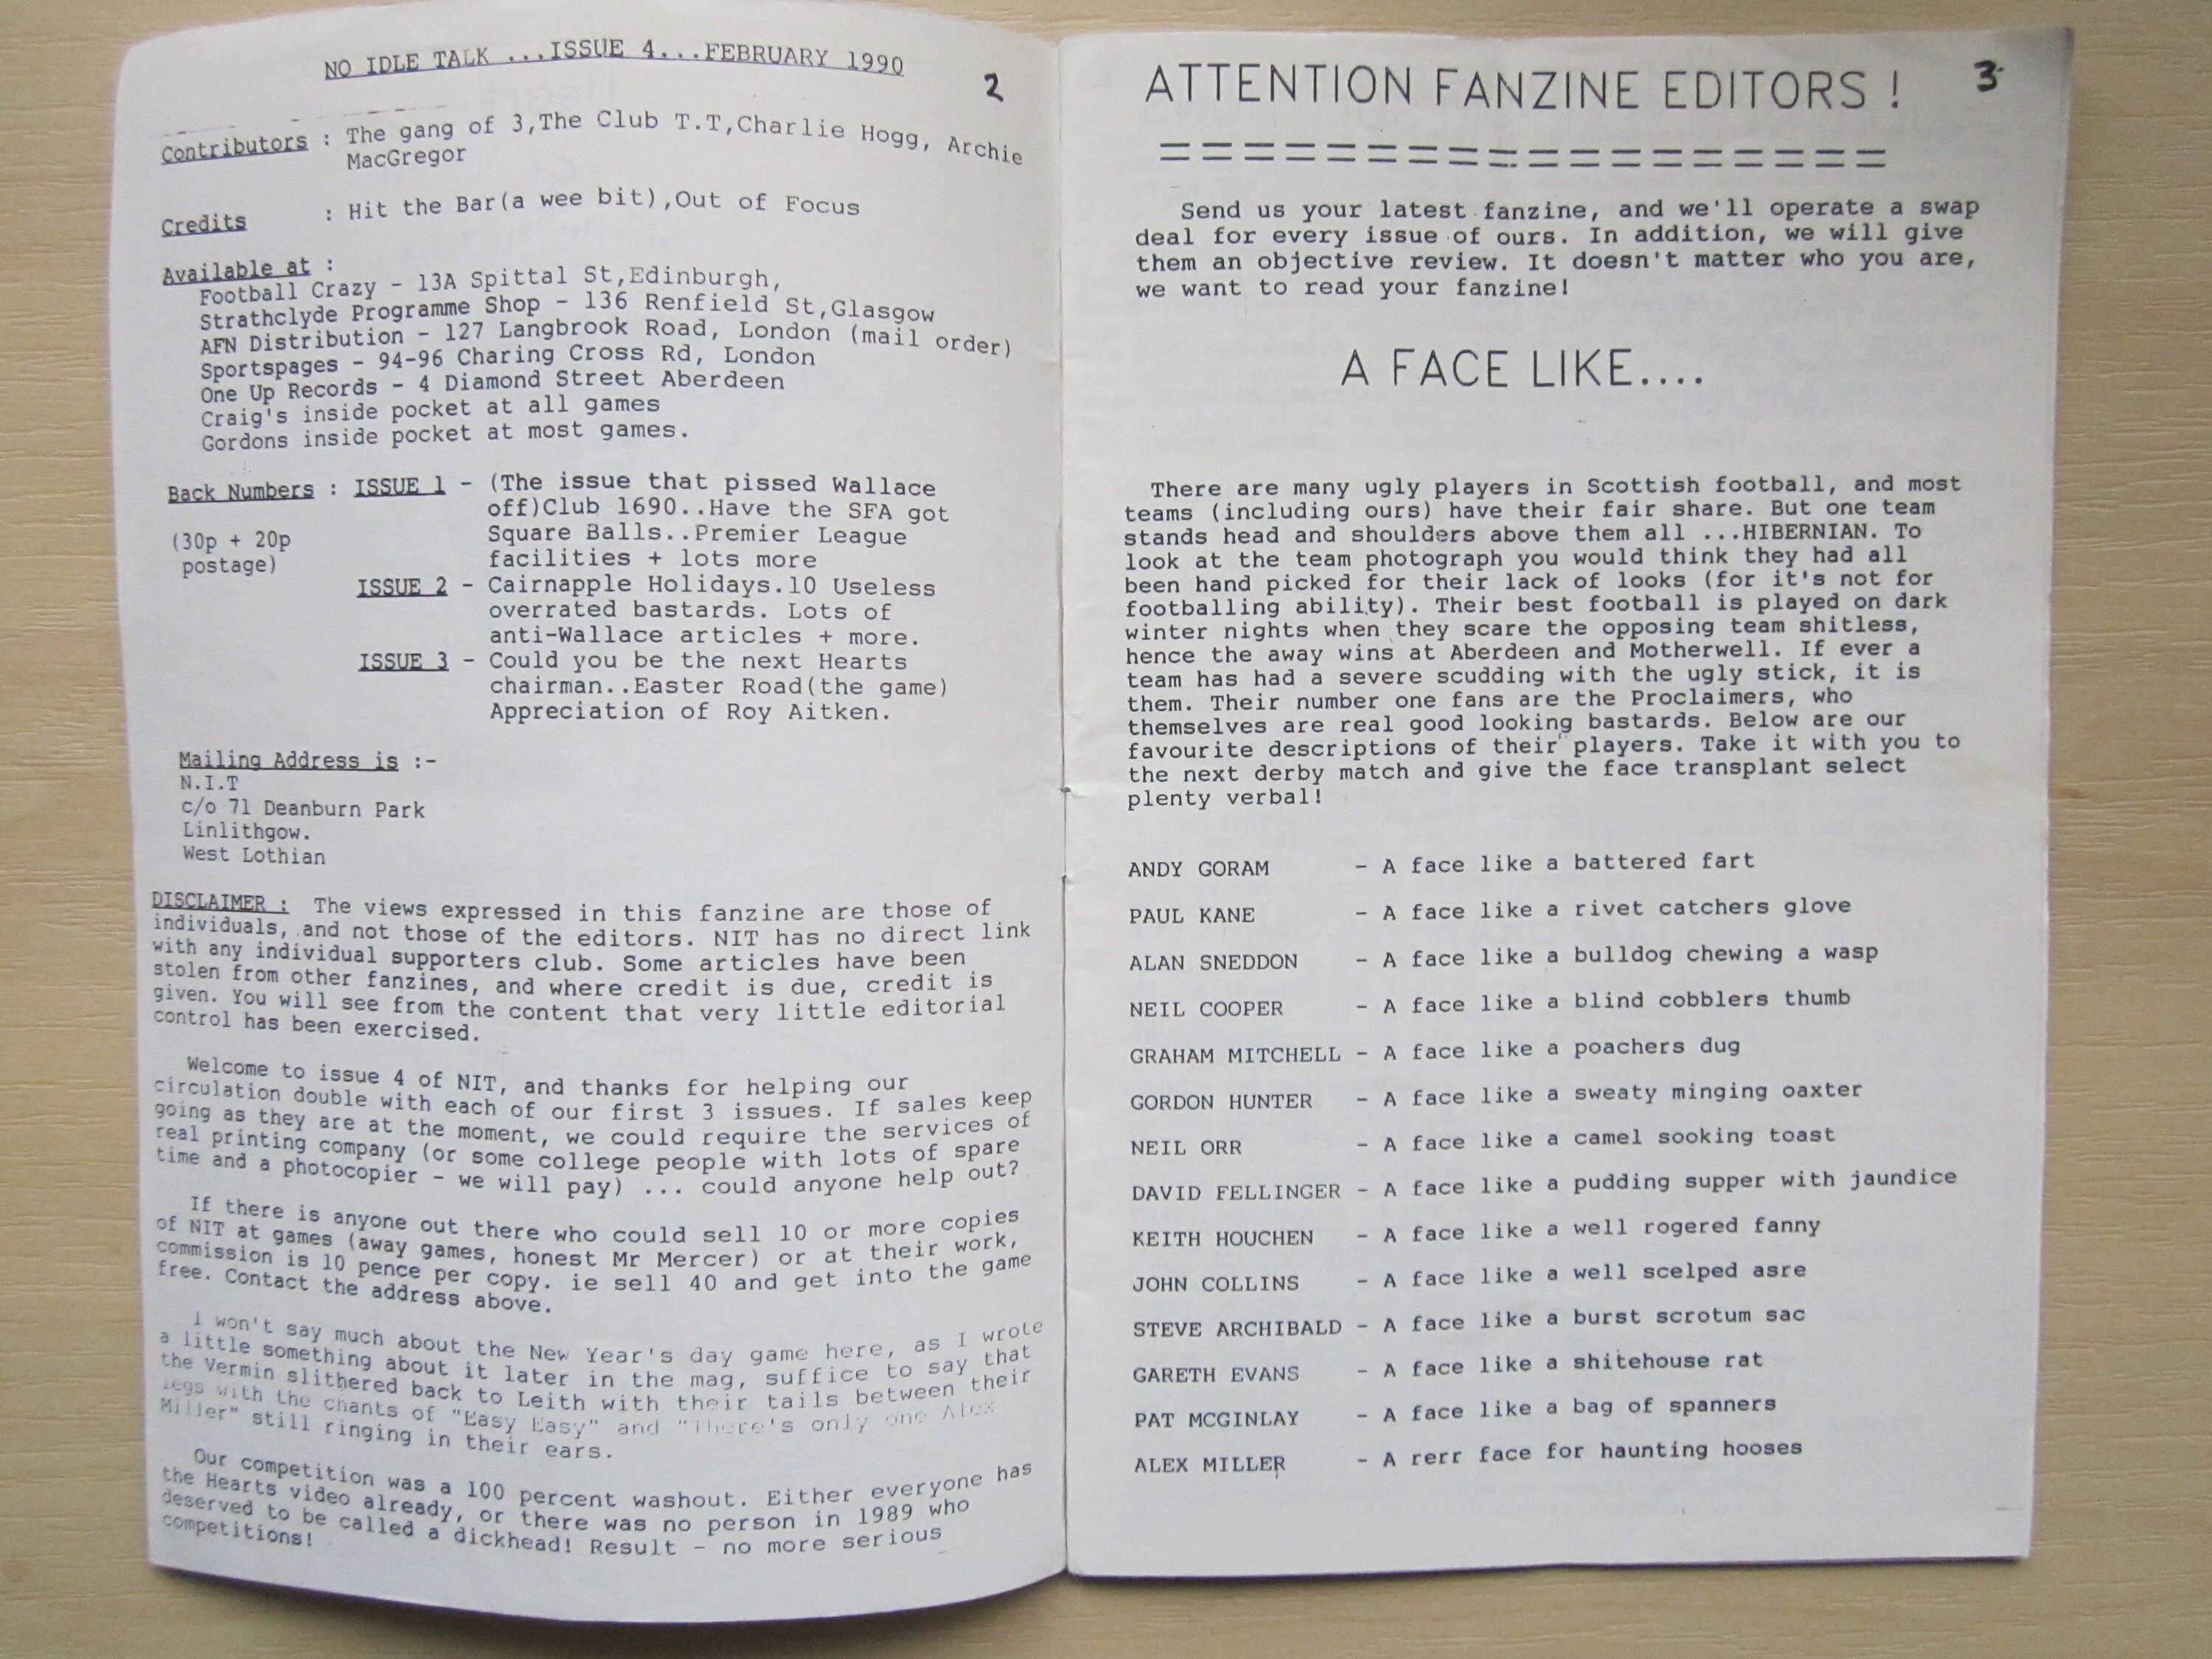 NO IDLE TALK ...ISSUE 4...FEBRUARY 1990
2
Contributors : The gang of 3,The Club T.T,Charlie Hogg, Archie
MacGregor
Credits : Hit the Bar(a wee bit),Out of Focus
Available at :
Football Crazy - 13A Spittal St,Edinburgh,
Strathclyde Programme Shop - 136 Renfield St,Glasgow
AFN Distribution - 127 Langbrook Road, London (mail order)
Sportspages - 94-96 Charing Cross Rd, London
One Up Records - 4 Diamond Street Aberdeen
Craig's inside pocket at all games
Gordons inside pocket at most games.
Back Numbers : ISSUE 1 - (The issue that pissed Wallace
off)Club 1690..Have the SFA got
(30p + 20p Square Balls..Premier League
postage) facilities + lots more
ISSUE 2 - Cairnapple Holidays.10 Useless
overrated bastards. Lots of
anti-Wallace articles + more.
ISSUE 3 - Could you be the next Hearts
chairman..Easter Road(the game)
Appreciation of Roy Aitken.
Mailing Address is :-
N.I.T
c/o 71 Deanburn Park
Linlithgow.
West Lothian
DISCLAIMER : The views expressed in this fanzine are those of
individuals, and not those of the editors. NIT has no direct link
with any individual supporters club. Some articles have been
stolen from other fanzines, and where credit is due, credit is
given. You will see from the content that very little editorial
control has been exercised.
Welcome to issue 4 of NIT, and thanks for helping our
circulation double with each of our first 3 issues. If sales keep
going as they are at the moment, we could require the services of
real printing company (or some college people with lots of spare
time and a photocopier - we will pay) ... could anyone help out?
If there is anyone out there who could sell 10 or more copies
of NIT at games (away games, honest Mr Mercer) or at their work,
commission is 10 pence per copy. ie sell 40 and get into the game
free. Contact the address above.
I won't say much about the New Year's day game here, as I wrote
a little something about it later in the mag, suffice to say that
the Vermin slithered back to Leith with their tails between their
legs with the chants of "Easy Easy" and "There's only one Alex
Miller" still ringing in their ears.
Our competition was a 100 percent washout. Either everyone has
the Hearts video already, or there was no person in 1989 who
deserved to be called a dickhead! Result - no more serious
competitions!
ATTENTION FANZINE EDITORS !
3
==================
Send us your latest fanzine, and we'll operate a swap
deal for every issue of ours. In addition, we will give
them an objective review. It doesn't matter who you are,
we want to read your fanzine!
A FACE LIKE....
There are many ugly players in Scottish football, and most
teams (including ours) have their fair share. But one team
stands head and shoulders above them all ...HIBERNIAN. To
look at the team photograph you would think they had all
been hand picked for their lack of looks (for it's not for
footballing ability). Their best football is played on dark
winter nights when they scare the opposing team shitless,
hence the away wins at Aberdeen and Motherwell. If ever a
team has had a severe scudding with the ugly stick, it is
them. Their number one fans are the Proclaimers, who
themselves are real good looking bastards. Below are our
favourite descriptions of their players. Take it with you to
the next derby match and give the face transplant select
plenty verbal!
ANDY GORAM - A face like a battered fart
PAUL KANE - A face like a rivet catchers glove
ALAN SNEDDON - A face like a bulldog chewing a wasp
NEIL COOPER - A face like a blind cobblers thumb
GRAHAM MITCHELL - A face like a poachers dug
GORDON HUNTER - A face like a sweaty minging oaxter
NEIL ORR - A face like a camel sooking toast
DAVID FELLINGER - A face like a pudding supper with jaundice
KEITH HOUCHEN - A face like a well rogered fanny
JOHN COLLINS - A face like a well scelped asre
STEVE ARCHIBALD - A face like a burst scrotum sac
GARETH EVANS - A face like a shitehouse rat
PAT MCGINLAY - A face like a bag of spanners
ALEX MILLER - A rerr face for haunting hooses